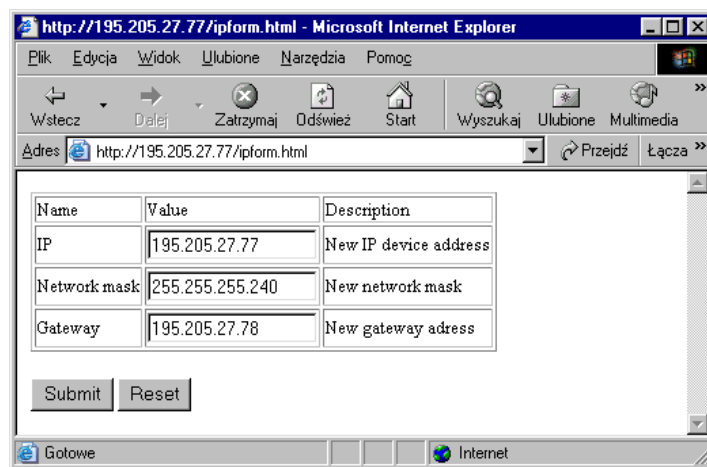 http://195.205.27.77/ipform.html - Microsoft Internet Explorer
Plik Edycja Widok Ulubione Narzędzia Pomoc
Wstecz Dalej Zatrzymaj Odśwież Start Wyszukaj Ulubione Multimedia »
Adres http://195.205.27.77/ipform.html Przejdź Łącza »
Name Value Description
IP 195.205.27.77 New IP device address
Network mask 255.255.255.240 New network mask
Gateway 195.205.27.78 New gateway adress
Submit Reset
Gotowe Internet